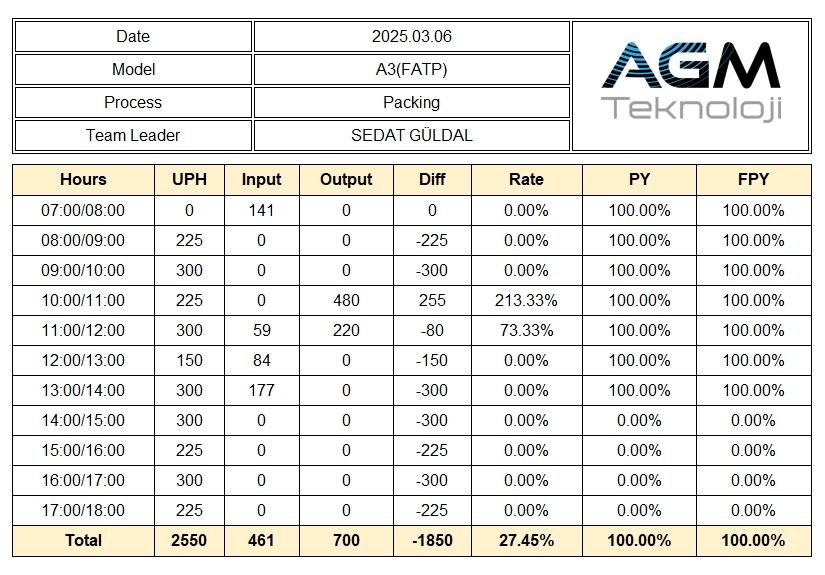 Date 2025.03.06
Model A3(FATP)
Process Packing
Team Leader SEDAT GÜLDAL
AGM
Teknoloji
Hours UPH Input Output Diff Rate PY FPY
07:00/08:00 0 141 0 0 0.00% 100.00% 100.00%
08:00/09:00 225 0 0 -225 0.00% 100.00% 100.00%
09:00/10:00 300 0 0 -300 0.00% 100.00% 100.00%
10:00/11:00 225 0 480 255 213.33% 100.00% 100.00%
11:00/12:00 300 59 220 -80 73.33% 100.00% 100.00%
12:00/13:00 150 84 0 -150 0.00% 100.00% 100.00%
13:00/14:00 300 177 0 -300 0.00% 100.00% 100.00%
14:00/15:00 300 0 0 -300 0.00% 0.00% 0.00%
15:00/16:00 225 0 0 -225 0.00% 0.00% 0.00%
16:00/17:00 300 0 0 -300 0.00% 0.00% 0.00%
17:00/18:00 225 0 0 -225 0.00% 0.00% 0.00%
Total 2550 461 700 -1850 27.45% 100.00% 100.00%